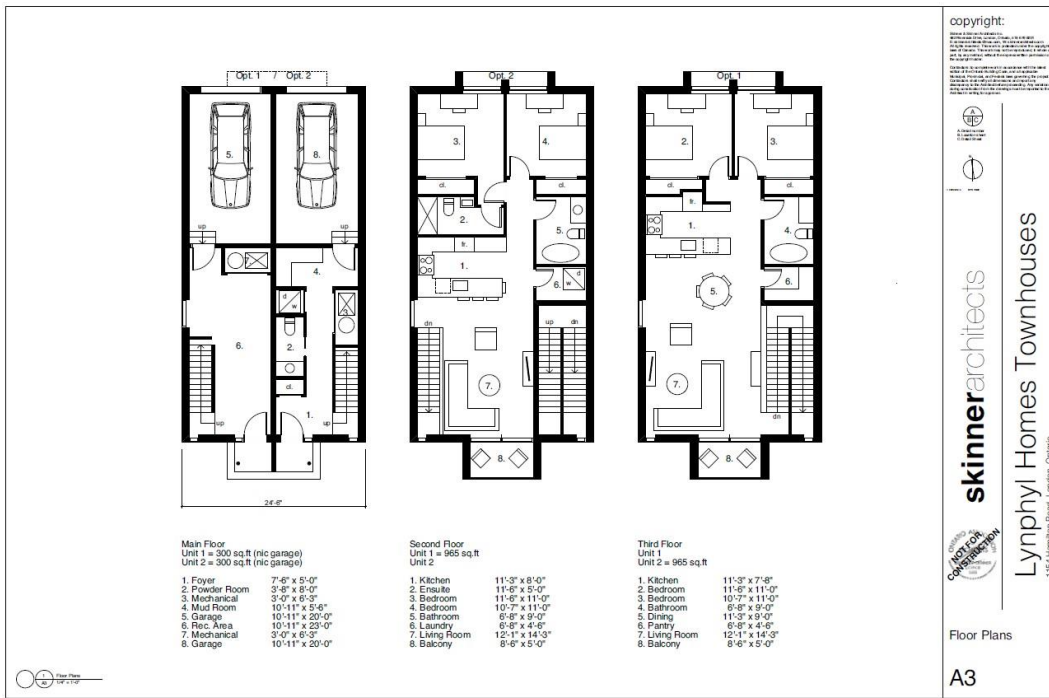 Opt. 1 / Opt. 2
5.
8.
up
up
4.
d
w
3.
6.
2.
cl.
1.
up
up
24'-8"
Opt. 2
3.
4.
cl.
cl.
2.
5.
fr.
1.
6.
d
w
dn
up
dn
7.
8.
Opt. 1
2.
3.
cl.
cl.
fr.
1.
4.
5.
6.
7.
dn
8.
Main Floor
Unit 1 = 300 sq.ft (nic garage)
Unit 2 = 300 sq.ft (nic garage)
1. Foyer 7'-6" x 5'-0"
2. Powder Room 3'-8" x 8'-0"
3. Mechanical 3'-0" x 6'-3"
4. Mud Room 10'-11" x 5'-6"
5. Garage 10'-11" x 20'-0"
6. Rec. Area 10'-11" x 23'-0"
7. Mechanical 3'-0" x 6'-3"
8. Garage 10'-11" x 20'-0"
Second Floor
Unit 1 = 965 sq.ft
Unit 2
1. Kitchen 11'-3" x 8'-0"
2. Ensuite 11'-6" x 5'-0"
3. Bedroom 11'-6" x 11'-0"
4. Bedroom 10'-7" x 11'-0"
5. Bathroom 6'-8" x 9'-0"
6. Laundry 6'-8" x 4'-6"
7. Living Room 12'-1" x 14'-3"
8. Balcony 8'-6" x 5'-0"
Third Floor
Unit 1
Unit 2 = 965 sq.ft
1. Kitchen 11'-3" x 7'-8"
2. Bedroom 11'-6" x 11'-0"
3. Bedroom 10'-7" x 11'-0"
4. Bathroom 6'-8" x 9'-0"
5. Dining 11'-3" x 9'-0"
6. Pantry 6'-8" x 4'-6"
7. Living Room 12'-1" x 14'-3"
8. Balcony 8'-6" x 5'-0"
1
A3
Floor Plans
1/4" = 1'-0"
copyright:
A
B C
skinnerarchitects
Lynphyl Homes Townhouses
NOT FOR
CONSTRUCTION
Floor Plans
A3